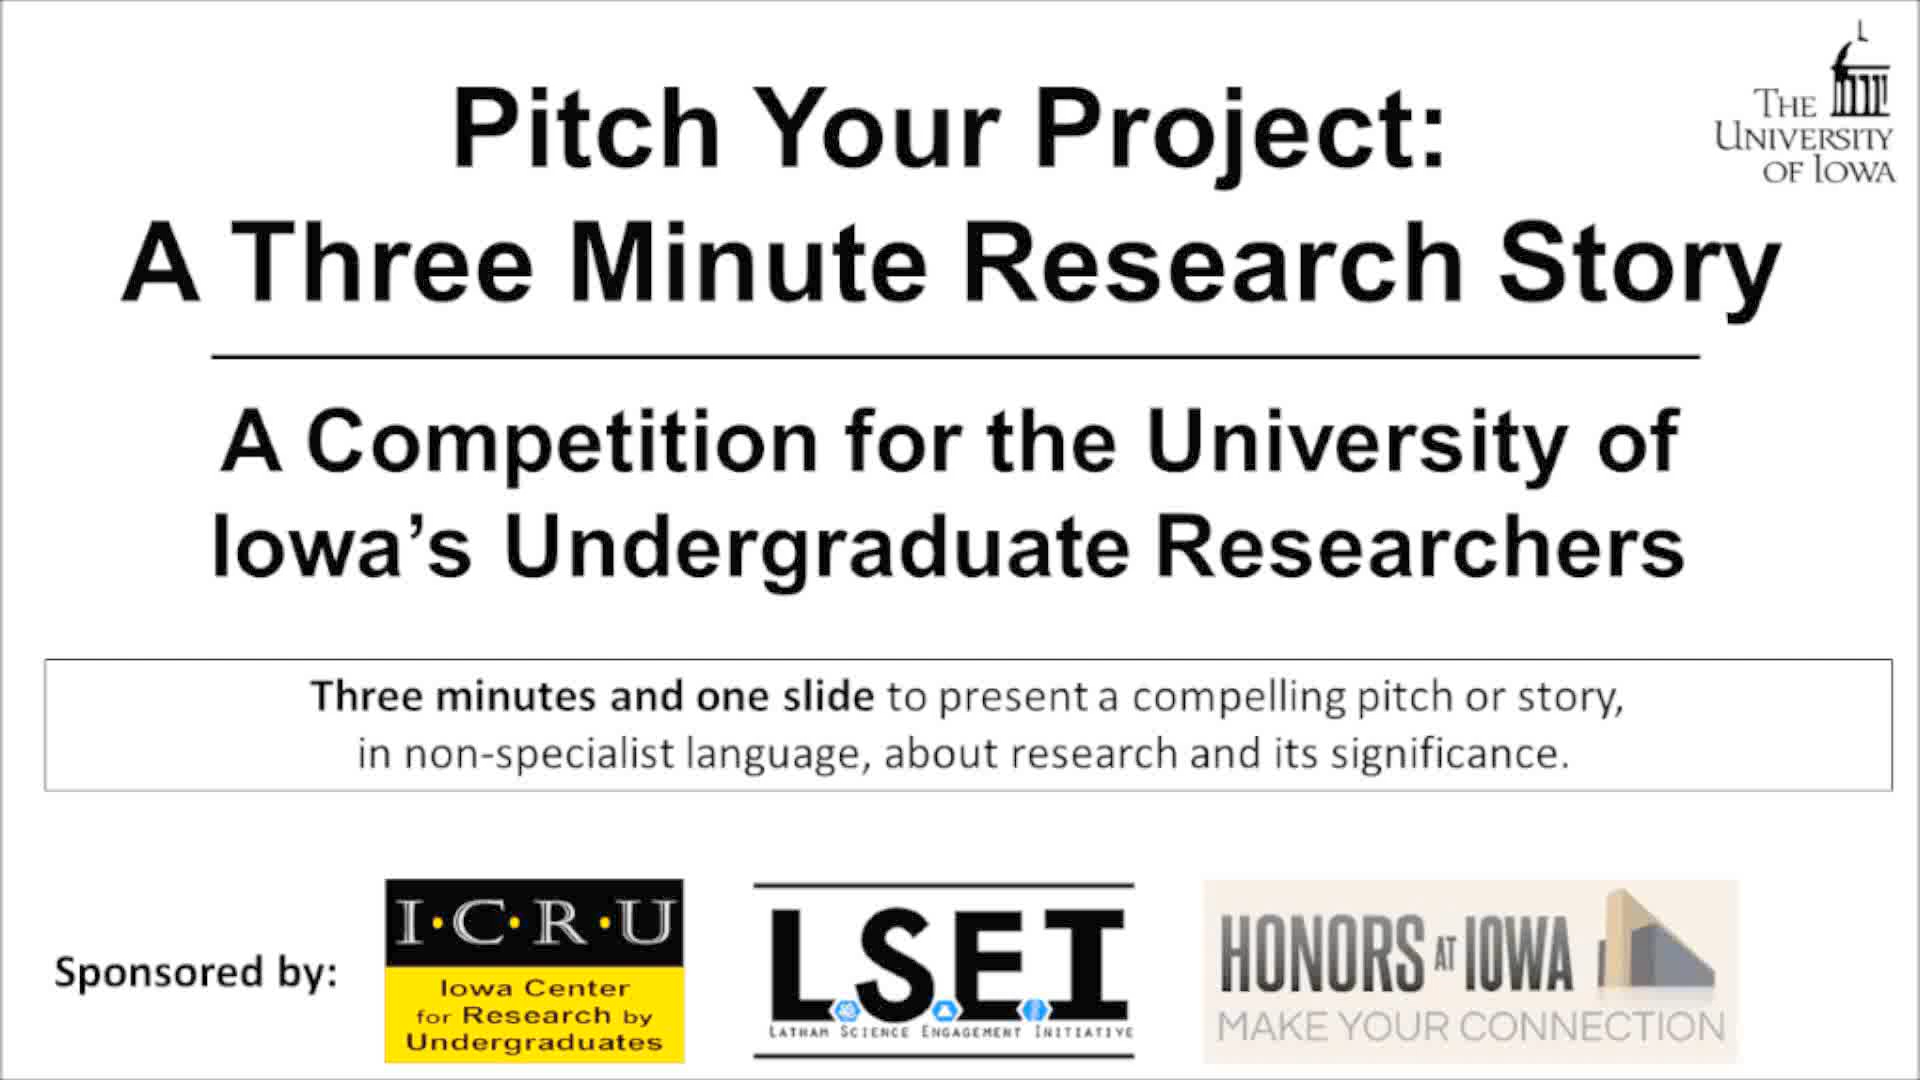 Pitch Your Project:
A Three Minute Research Story
THE
UNIVERSITY
OF IOWA
A Competition for the University of
Iowa’s Undergraduate Researchers
Three minutes and one slide to present a compelling pitch or story,
in non-specialist language, about research and its significance.
Sponsored by:
I·C·R·U
Iowa Center
for Research by
Undergraduates
L.S.E.I
LATHAM SCIENCE ENGAGEMENT INITIATIVE
HONORS AT IOWA
MAKE YOUR CONNECTION